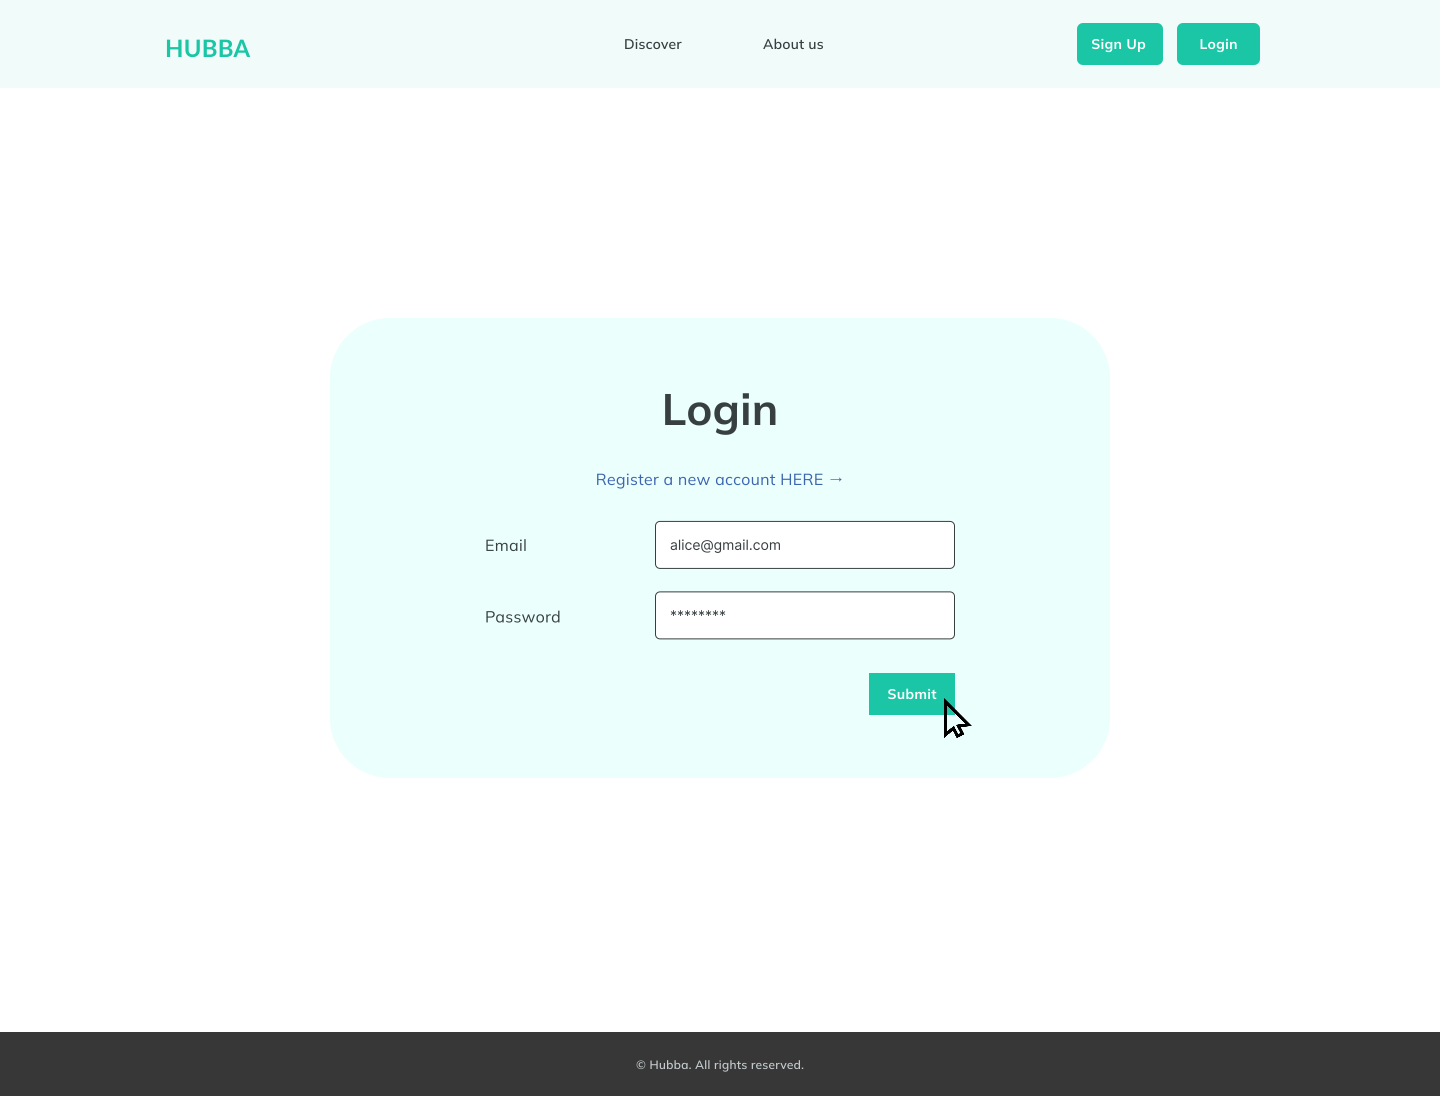 HUBBA
Discover
About us
Sign Up
Login
Login
Register a new account HERE →
Email
alice@gmail.com
Password
********
Submit
© Hubba. All rights reserved.